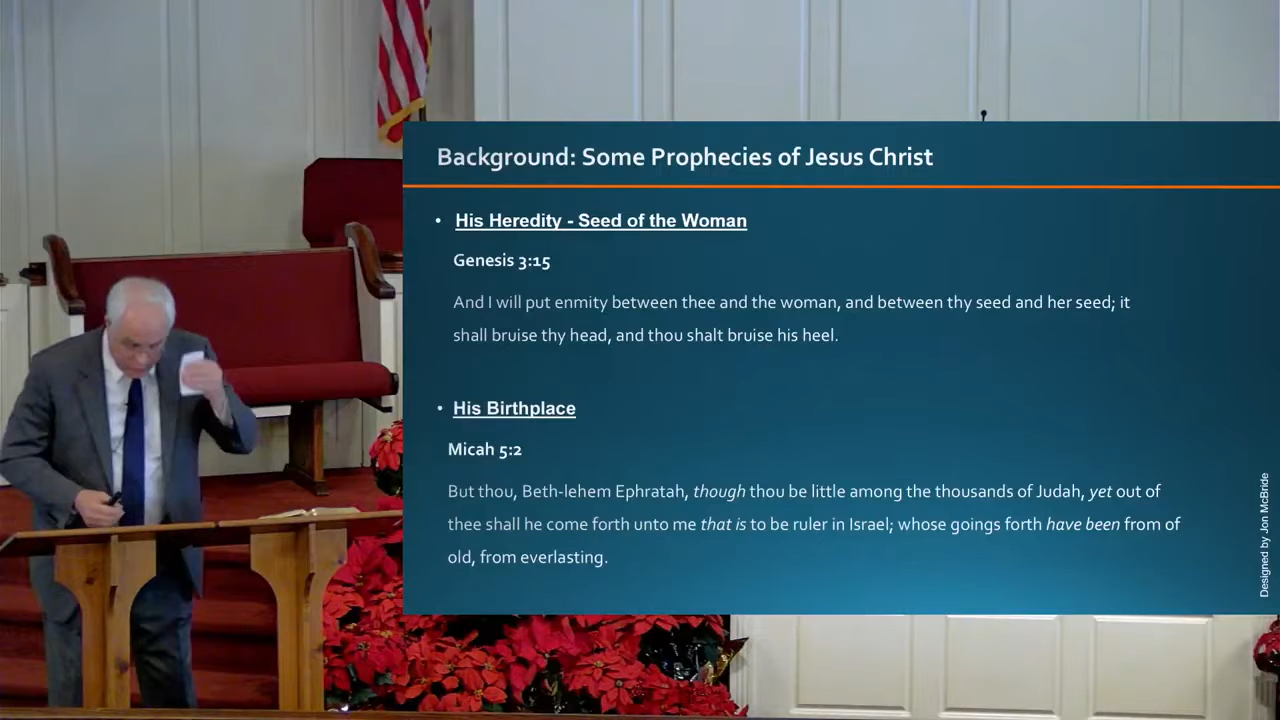 Background: Some Prophecies of Jesus Christ
• His Heredity - Seed of the Woman
Genesis 3:15
And I will put enmity between thee and the woman, and between thy seed and her seed; it
shall bruise thy head, and thou shalt bruise his heel.
• His Birthplace
Micah 5:2
But thou, Beth-lehem Ephratah, though thou be little among the thousands of Judah, yet out of
thee shall he come forth unto me that is to be ruler in Israel; whose goings forth have been from of
old, from everlasting.
Designed by Jon McBride